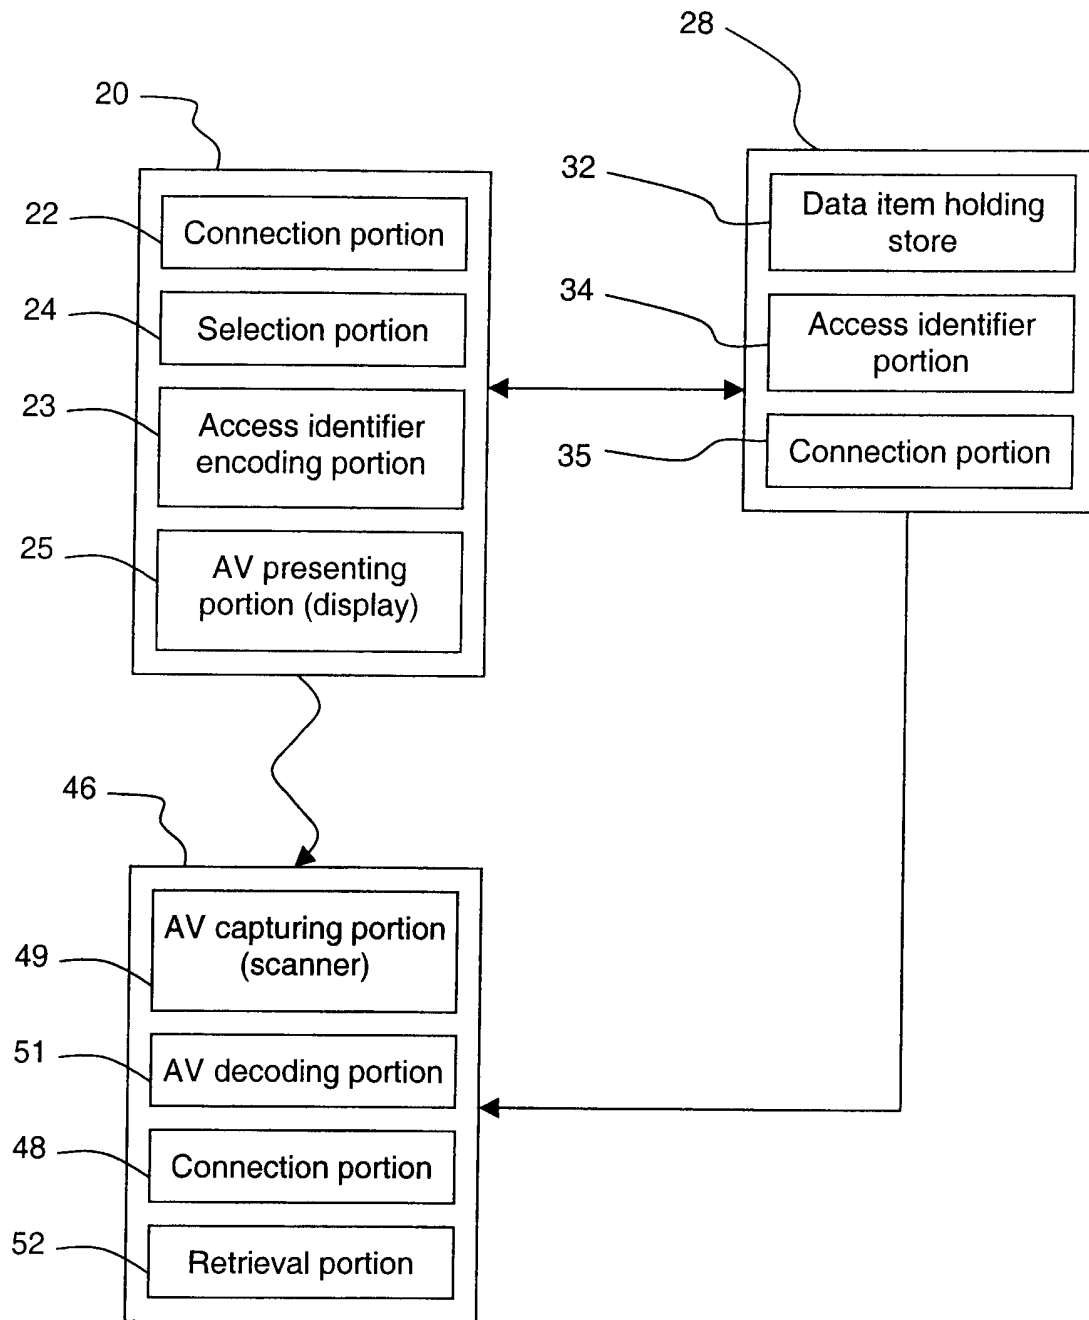 28
20
32
Data item holding
store
22
Connection portion
34
Access identifier
portion
24
Selection portion
23
Access identifier
encoding portion
35
Connection portion
25
AV presenting
portion (display)
46
AV capturing portion
(scanner)
49
51
AV decoding portion
48
Connection portion
52
Retrieval portion